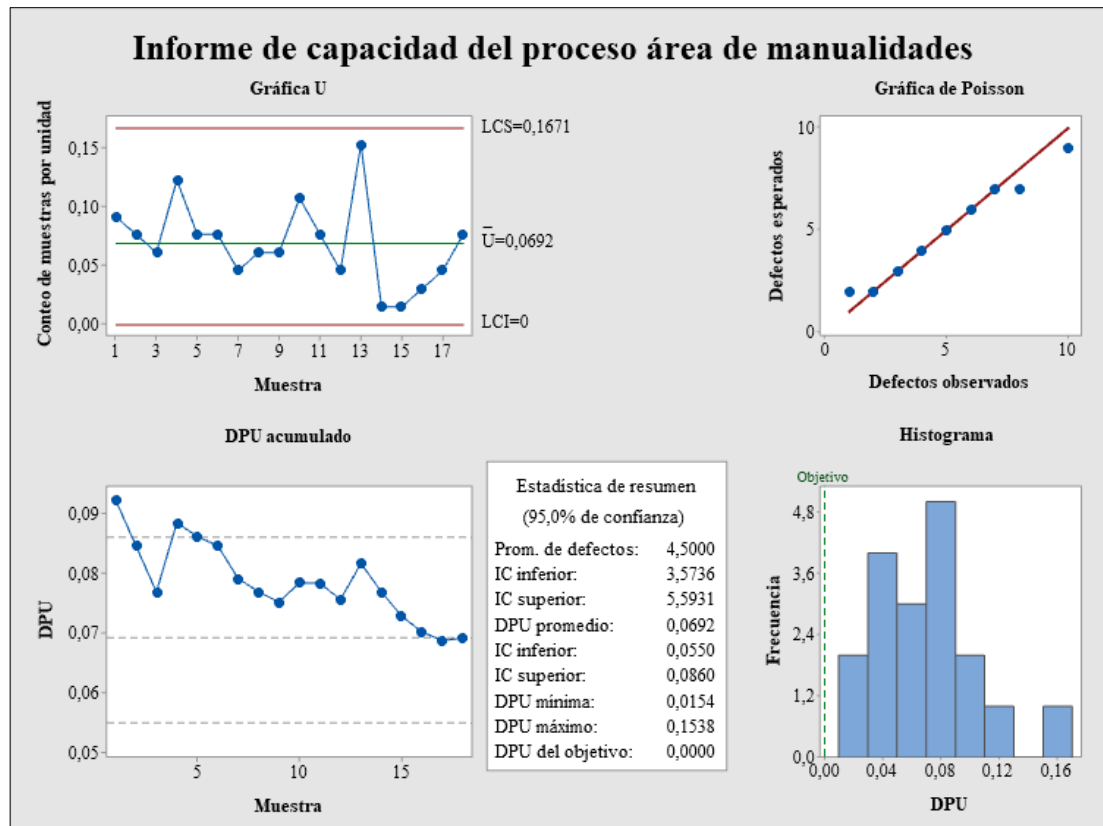 Informe de capacidad del proceso área de manualidades
Gráfica U
Conteo de muestras por unidad
0,15
0,10
0,05
0,00
LCS=0,1671
U̅=0,0692
LCI=0
1 3 5 7 9 11 13 15 17
Muestra
Gráfica de Poisson
Defectos esperados
10
5
0
0 5 10
Defectos observados
DPU acumulado
DPU
0,09
0,08
0,07
0,06
0,05
5 10 15
Muestra
Estadística de resumen
(95,0% de confianza)
Prom. de defectos: 4,5000
IC inferior: 3,5736
IC superior: 5,5931
DPU promedio: 0,0692
IC inferior: 0,0550
IC superior: 0,0860
DPU mínima: 0,0154
DPU máximo: 0,1538
DPU del objetivo: 0,0000
Histograma
Objetivo
Frecuencia
4,8
3,6
2,4
1,2
0,0
0,00 0,04 0,08 0,12 0,16
DPU